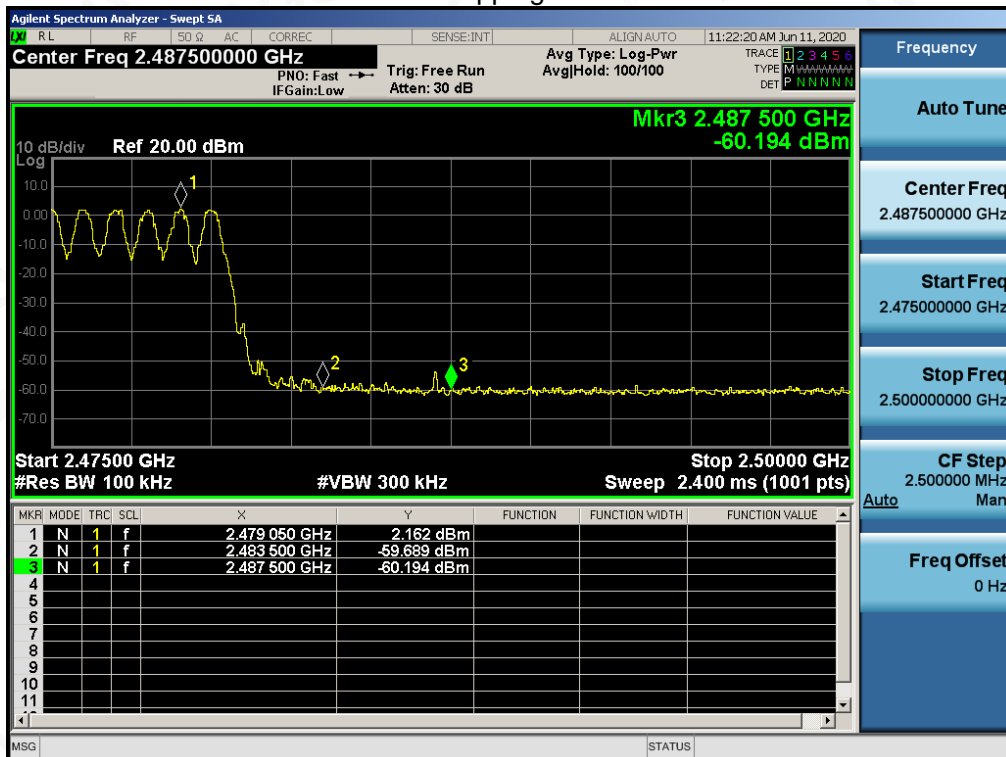 Agilent Spectrum Analyzer - Swept SA
LXI RL RF 50 Ω AC CORREC SENSE:INT ALIGN AUTO 11:22:20 AM Jun 11, 2020
Center Freq 2.487500000 GHz
PNO: Fast Trig: Free Run
IFGain:Low Atten: 30 dB
Avg Type: Log-Pwr
Avg|Hold: 100/100
TRACE 1 2 3 4 5 6
TYPE M WWWWW
DET P N N N N N
Mkr3 2.487 500 GHz
-60.194 dBm
10 dB/div Ref 20.00 dBm
Log
10.0
0.00
-10.0
-20.0
-30.0
-40.0
-50.0
-60.0
-70.0
1
2
3
Start 2.47500 GHz Stop 2.50000 GHz
#Res BW 100 kHz #VBW 300 kHz Sweep 2.400 ms (1001 pts)
MKR MODE TRC SCL X Y FUNCTION FUNCTION WIDTH FUNCTION VALUE
1 N 1 f 2.479 050 GHz 2.162 dBm
2 N 1 f 2.483 500 GHz -59.689 dBm
3 N 1 f 2.487 500 GHz -60.194 dBm
4
5
6
7
8
9
10
11
MSG STATUS
Frequency
Auto Tune
Center Freq
2.487500000 GHz
Start Freq
2.475000000 GHz
Stop Freq
2.500000000 GHz
CF Step
2.500000 MHz
Auto Man
Freq Offset
0 Hz